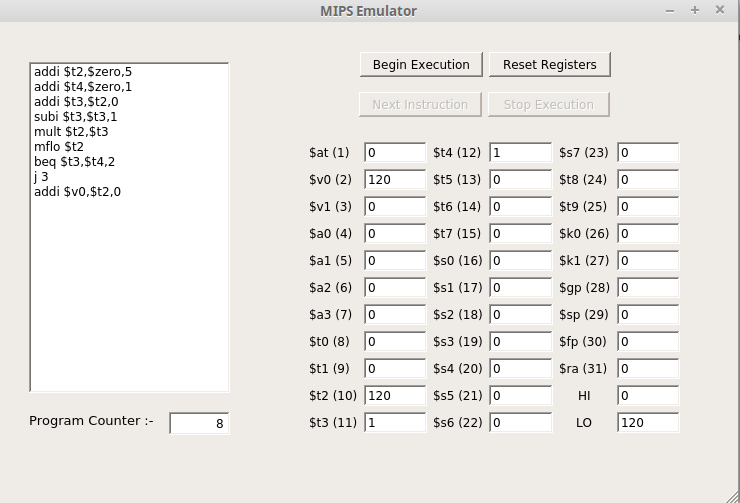 MIPS Emulator
addi $t2,$zero,5
addi $t4,$zero,1
addi $t3,$t2,0
subi $t3,$t3,1
mult $t2,$t3
mflo $t2
beq $t3,$t4,2
j 3
addi $v0,$t2,0
Program Counter :- 8
Begin Execution Reset Registers
Next Instruction Stop Execution
$at (1) 0 $t4 (12) 1 $s7 (23) 0
$v0 (2) 120 $t5 (13) 0 $t8 (24) 0
$v1 (3) 0 $t6 (14) 0 $t9 (25) 0
$a0 (4) 0 $t7 (15) 0 $k0 (26) 0
$a1 (5) 0 $s0 (16) 0 $k1 (27) 0
$a2 (6) 0 $s1 (17) 0 $gp (28) 0
$a3 (7) 0 $s2 (18) 0 $sp (29) 0
$t0 (8) 0 $s3 (19) 0 $fp (30) 0
$t1 (9) 0 $s4 (20) 0 $ra (31) 0
$t2 (10) 120 $s5 (21) 0 HI 0
$t3 (11) 1 $s6 (22) 0 LO 120